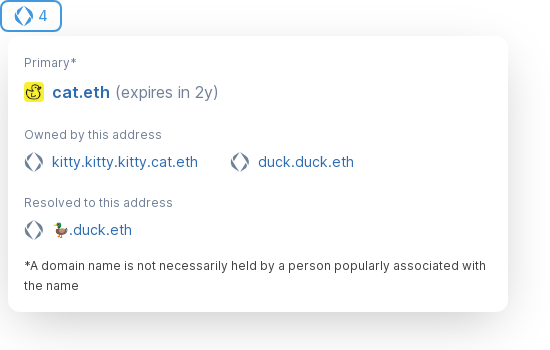 4
Primary*
cat.eth (expires in 2y)
Owned by this address
kitty.kitty.kitty.cat.eth duck.duck.eth
Resolved to this address
🦆.duck.eth
*A domain name is not necessarily held by a person popularly associated with
the name